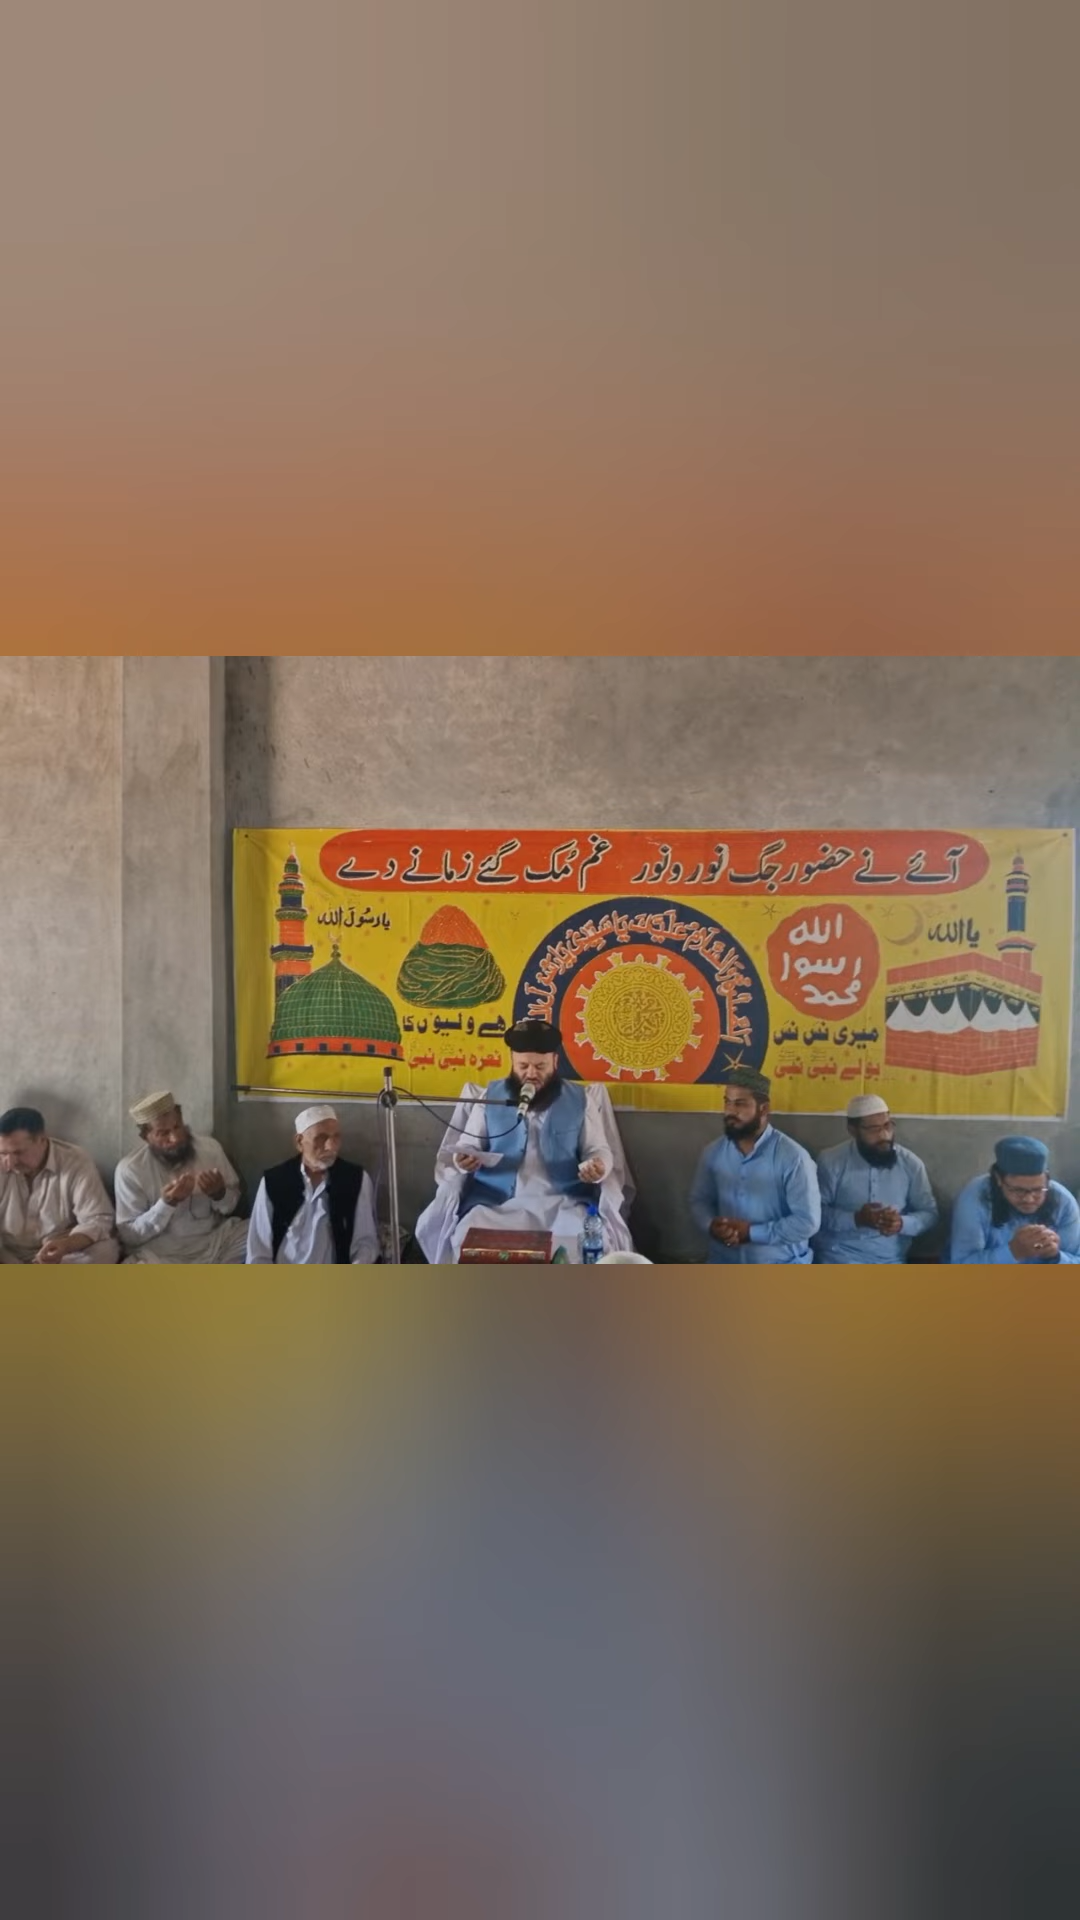 آئے نے حضور جگ نور و نور غم مُک گئے زمانے دے
یا اللہ
اللہ
رسول
محمد
یا رسول اللہ
میری نس نس
بولے نبی نبی
ھے ولیوں کا
نعرہ نبی نبی